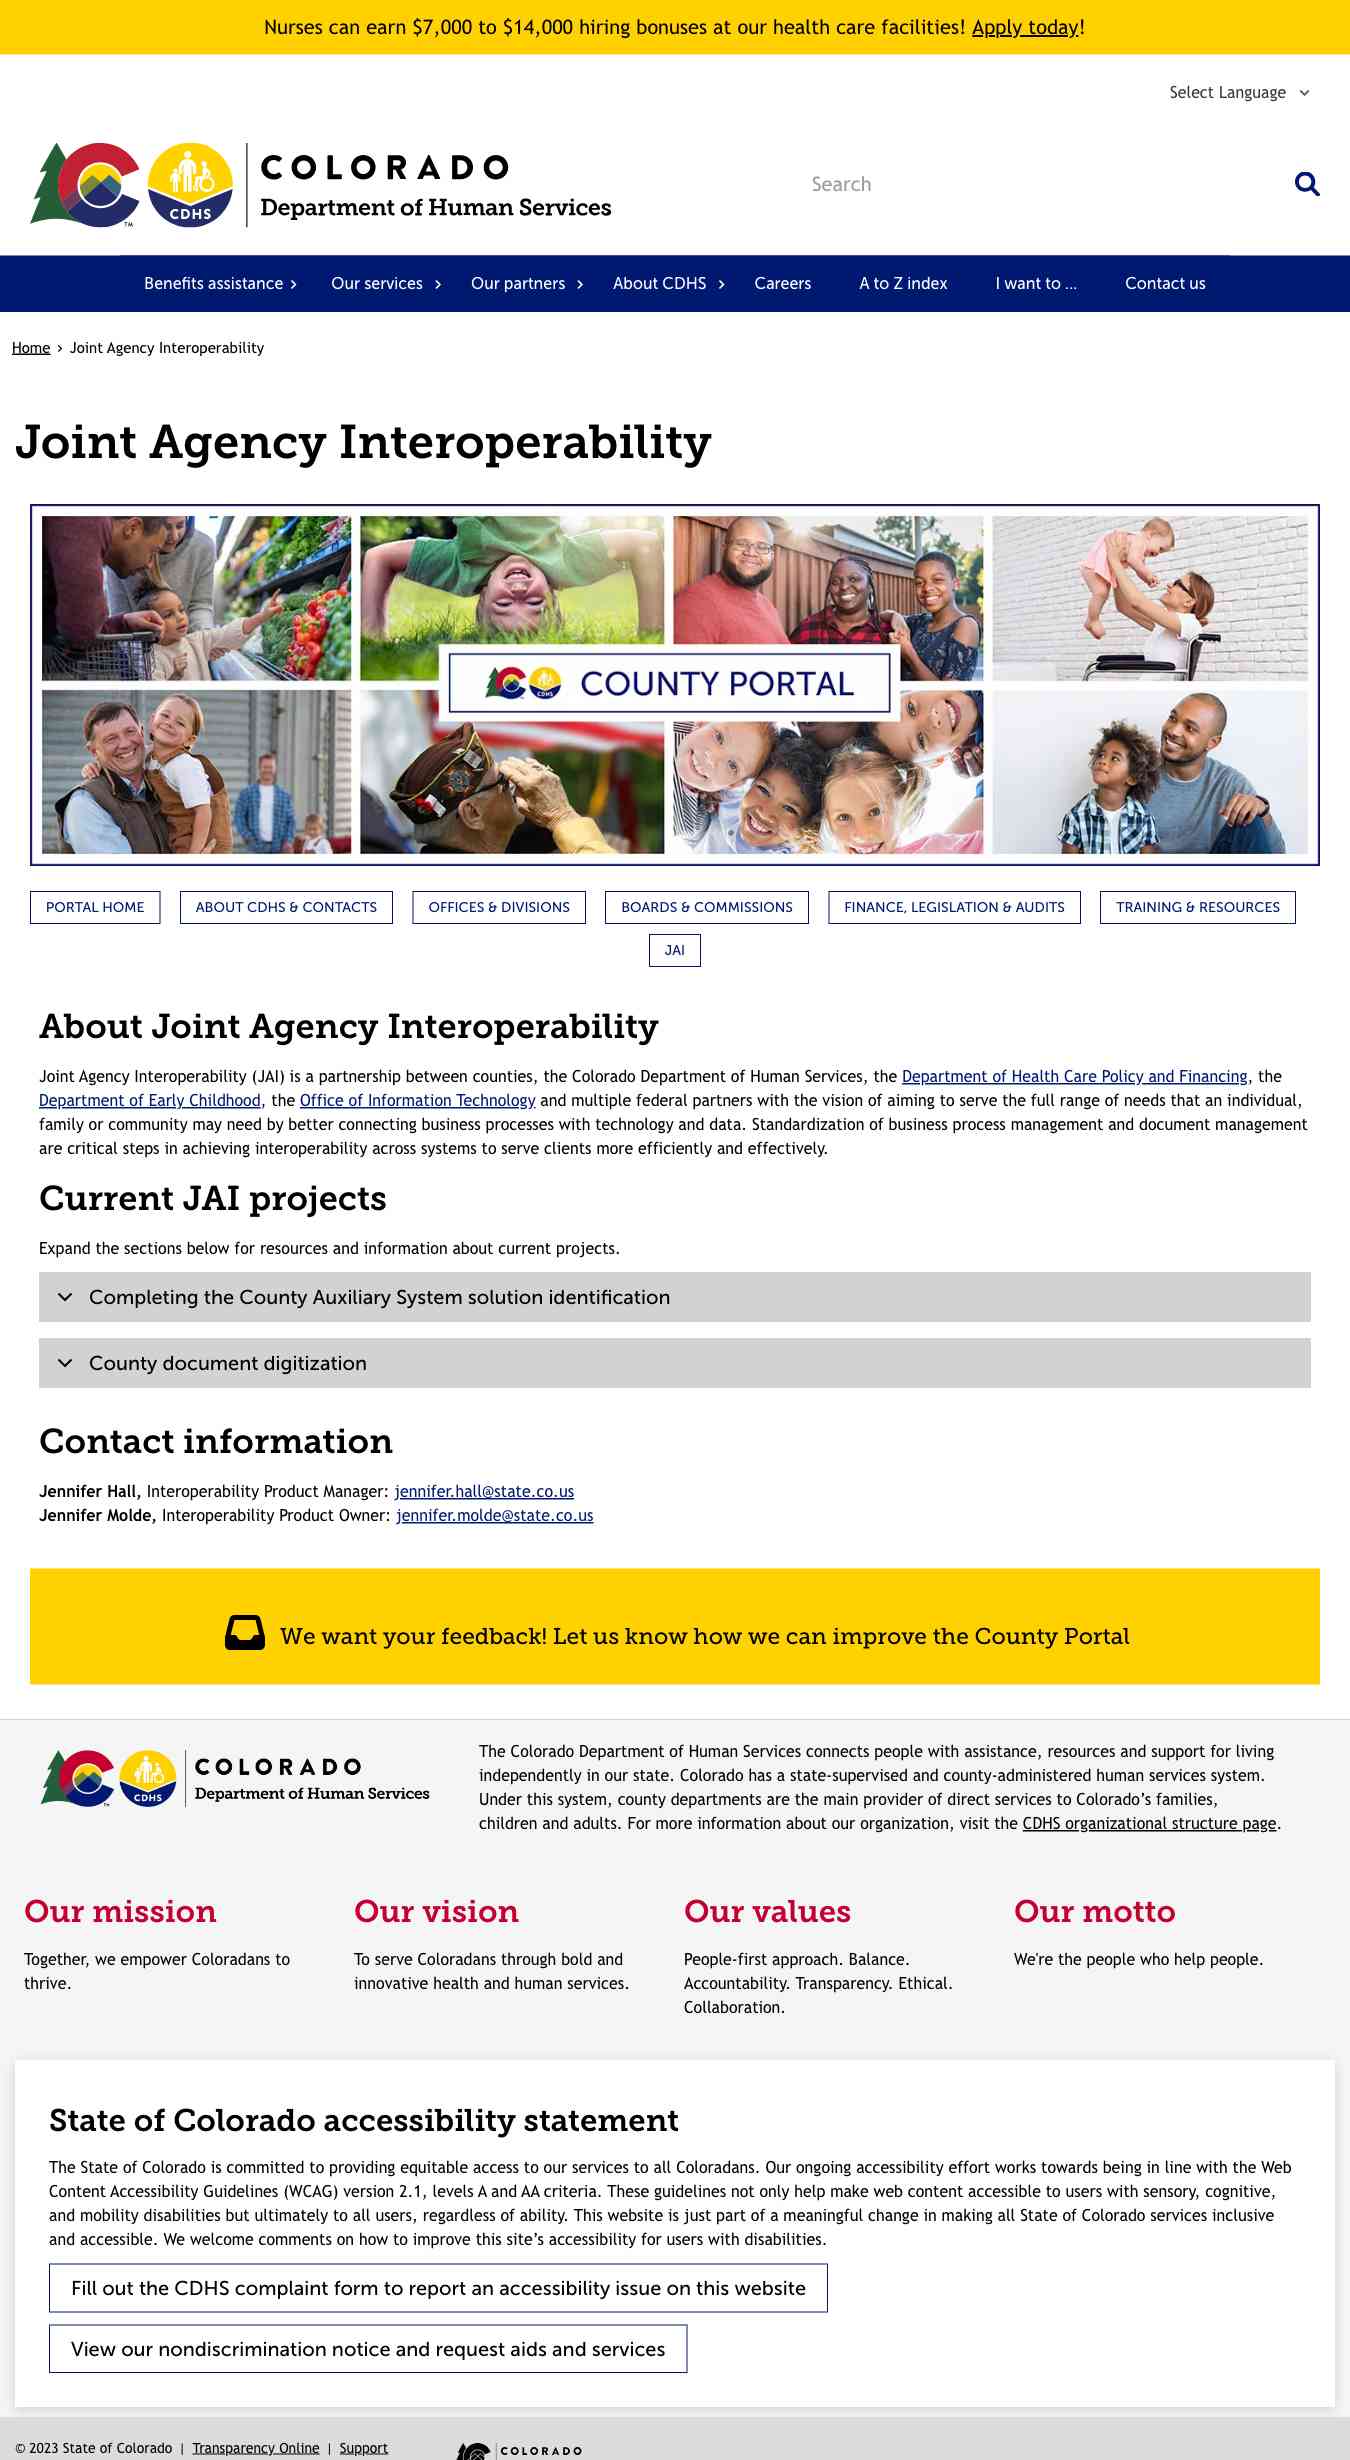 Nurses can earn $7,000 to $14,000 hiring bonuses at our health care facilities! Apply today!
Select Language
COLORADO
Department of Human Services
CDHS
TM
Search
Benefits assistance › Our services › Our partners › About CDHS › Careers A to Z index I want to ... Contact us
Home › Joint Agency Interoperability
Joint Agency Interoperability
CDHS COUNTY PORTAL
PORTAL HOME ABOUT CDHS & CONTACTS OFFICES & DIVISIONS BOARDS & COMMISSIONS FINANCE, LEGISLATION & AUDITS TRAINING & RESOURCES
JAI
About Joint Agency Interoperability
Joint Agency Interoperability (JAI) is a partnership between counties, the Colorado Department of Human Services, the Department of Health Care Policy and Financing, the
Department of Early Childhood, the Office of Information Technology and multiple federal partners with the vision of aiming to serve the full range of needs that an individual,
family or community may need by better connecting business processes with technology and data. Standardization of business process management and document management
are critical steps in achieving interoperability across systems to serve clients more efficiently and effectively.
Current JAI projects
Expand the sections below for resources and information about current projects.
Completing the County Auxiliary System solution identification
County document digitization
Contact information
Jennifer Hall, Interoperability Product Manager: jennifer.hall@state.co.us
Jennifer Molde, Interoperability Product Owner: jennifer.molde@state.co.us
We want your feedback! Let us know how we can improve the County Portal
COLORADO
Department of Human Services
CDHS
TM
The Colorado Department of Human Services connects people with assistance, resources and support for living
independently in our state. Colorado has a state-supervised and county-administered human services system.
Under this system, county departments are the main provider of direct services to Colorado’s families,
children and adults. For more information about our organization, visit the CDHS organizational structure page.
Our mission
Together, we empower Coloradans to
thrive.
Our vision
To serve Coloradans through bold and
innovative health and human services.
Our values
People-first approach. Balance.
Accountability. Transparency. Ethical.
Collaboration.
Our motto
We're the people who help people.
State of Colorado accessibility statement
The State of Colorado is committed to providing equitable access to our services to all Coloradans. Our ongoing accessibility effort works towards being in line with the Web
Content Accessibility Guidelines (WCAG) version 2.1, levels A and AA criteria. These guidelines not only help make web content accessible to users with sensory, cognitive,
and mobility disabilities but ultimately to all users, regardless of ability. This website is just part of a meaningful change in making all State of Colorado services inclusive
and accessible. We welcome comments on how to improve this site’s accessibility for users with disabilities.
Fill out the CDHS complaint form to report an accessibility issue on this website
View our nondiscrimination notice and request aids and services
© 2023 State of Colorado | Transparency Online | Support
COLORADO